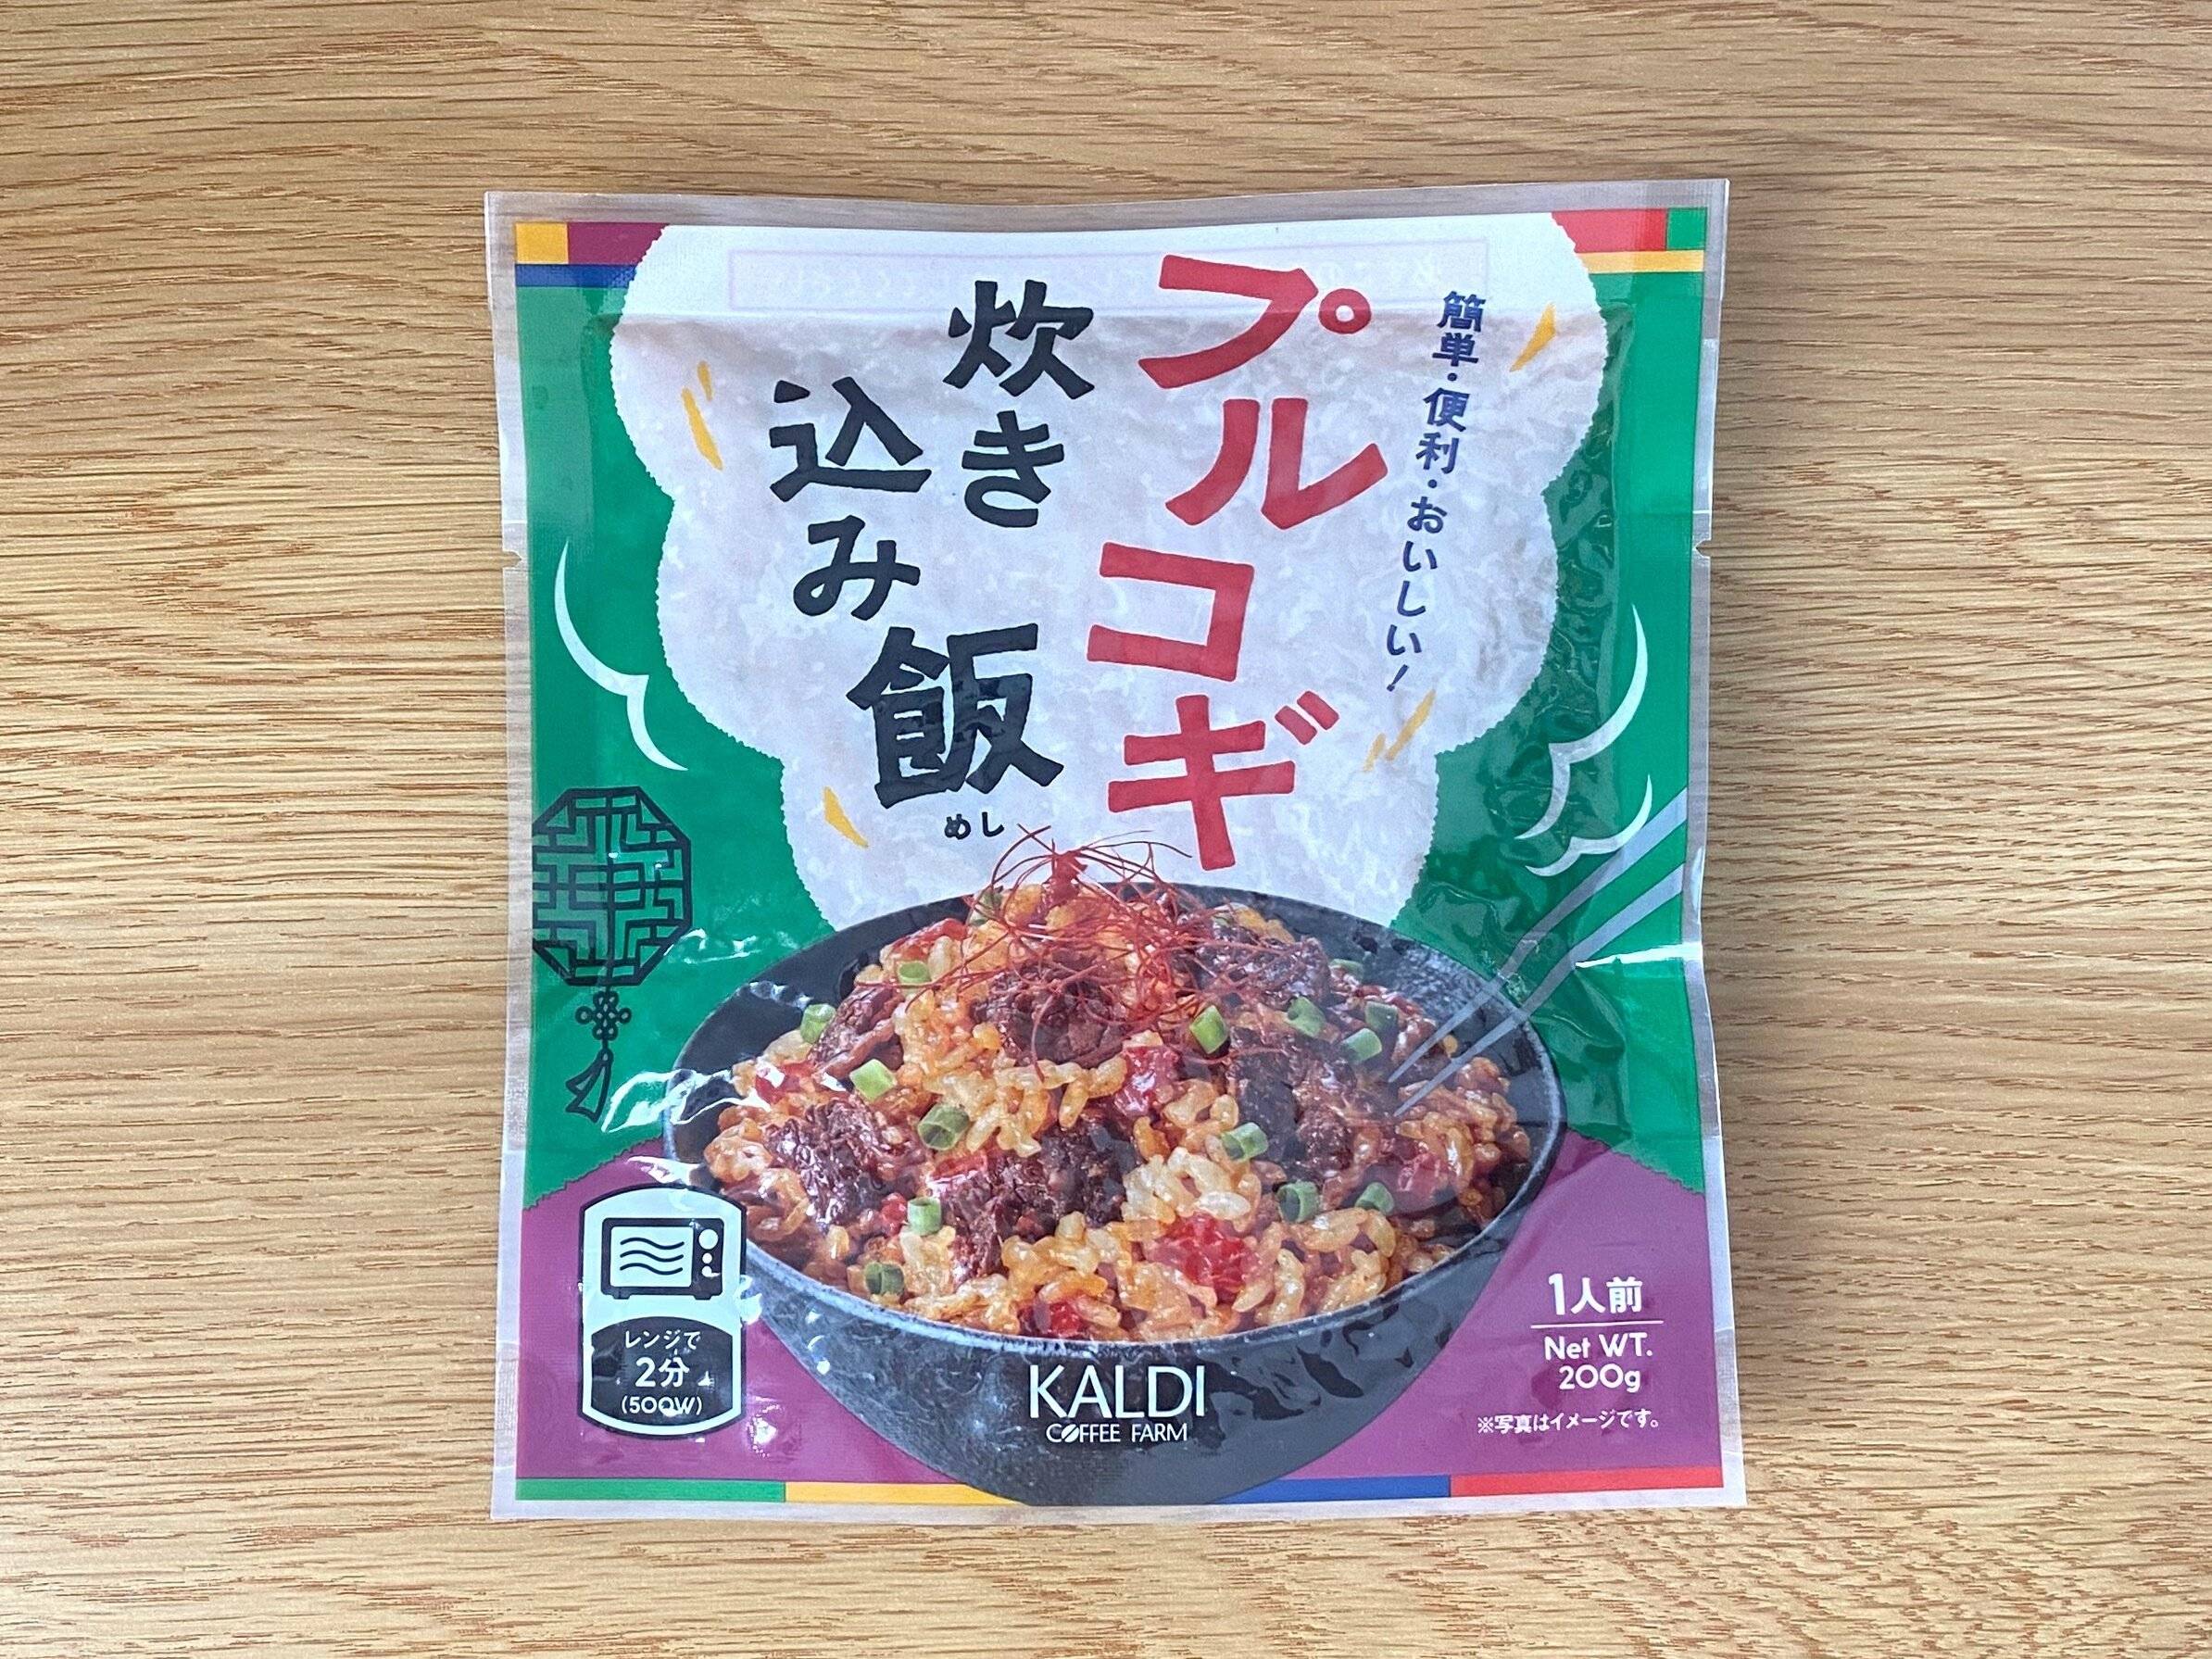 簡単・便利・おいしい!
プルコギ
炊き
込み飯
めし
レンジで
2分
(500W)
KALDI
COFFEE FARM
1人前
Net WT.
200g
※写真はイメージです。